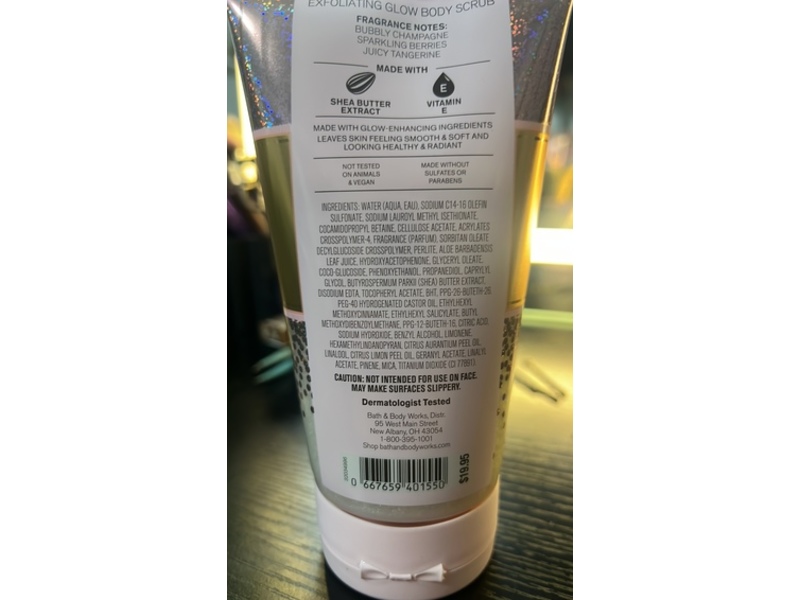 EXFOLIATING GLOW BODY SCRUB
FRAGRANCE NOTES:
BUBBLY CHAMPAGNE
SPARKLING BERRIES
JUICY TANGERINE
MADE WITH
E
SHEA BUTTER
EXTRACT
VITAMIN
E
MADE WITH GLOW-ENHANCING INGREDIENTS
LEAVES SKIN FEELING SMOOTH & SOFT AND
LOOKING HEALTHY & RADIANT
NOT TESTED
ON ANIMALS
& VEGAN
MADE WITHOUT
SULFATES OR
PARABENS
INGREDIENTS: WATER (AQUA, EAU), SODIUM C14-16 OLEFIN
SULFONATE, SODIUM LAUROYL METHYL ISETHIONATE,
COCAMIDOPROPYL BETAINE, CELLULOSE ACETATE, ACRYLATES
CROSSPOLYMER-4, FRAGRANCE (PARFUM), SORBITAN OLEATE
DECYLGLUCOSIDE CROSSPOLYMER, PERLITE, ALOE BARBADENSIS
LEAF JUICE, HYDROXYACETOPHENONE, GLYCERYL OLEATE,
COCO-GLUCOSIDE, PHENOXYETHANOL, PROPANEDIOL, CAPRYLYL
GLYCOL, BUTYROSPERMUM PARKII (SHEA) BUTTER EXTRACT,
DISODIUM EDTA, TOCOPHERYL ACETATE, BHT, PPG-26-BUTETH-26,
PEG-40 HYDROGENATED CASTOR OIL, ETHYLHEXYL
METHOXYCINNAMATE, ETHYLHEXYL SALICYLATE, BUTYL
METHOXYDIBENZOYLMETHANE, PPG-12-BUTETH-16, CITRIC ACID,
SODIUM HYDROXIDE, BENZYL ALCOHOL, LIMONENE,
HEXAMETHYLINDANOPYRAN, CITRUS AURANTIUM PEEL OIL,
LINALOOL, CITRUS LIMON PEEL OIL, GERANYL ACETATE, LINALYL
ACETATE, PINENE, MICA, TITANIUM DIOXIDE (CI 77891).
CAUTION: NOT INTENDED FOR USE ON FACE.
MAY MAKE SURFACES SLIPPERY.
Dermatologist Tested
Bath & Body Works, Distr.
95 West Main Street
New Albany, OH 43054
1-800-395-1001
Shop bathandbodyworks.com
$19.95
0 667659 401550